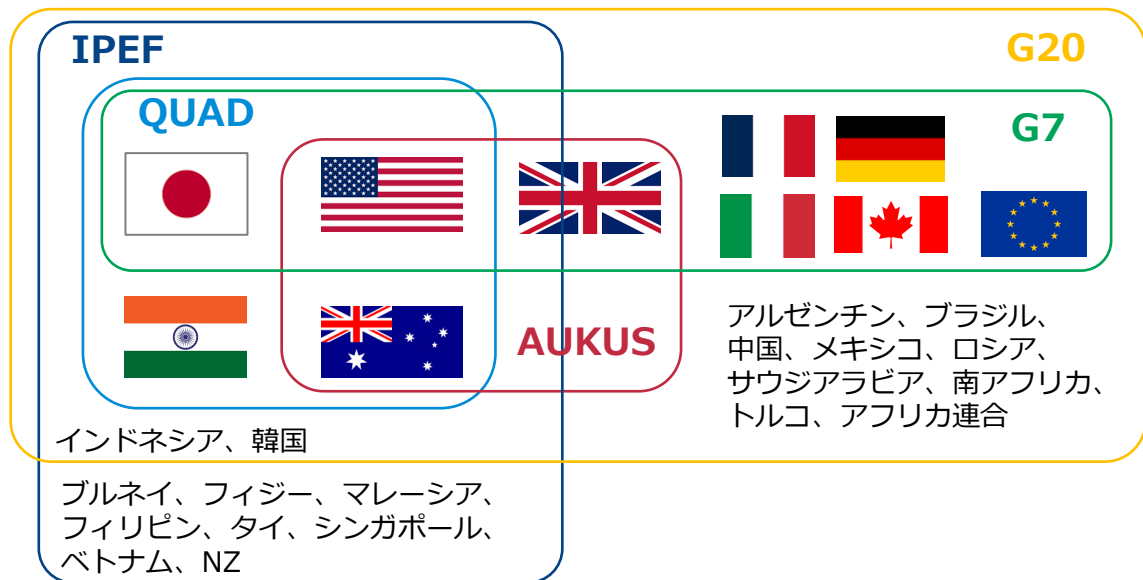 IPEF
G20
QUAD
G7
AUKUS
アルゼンチン、ブラジル、
中国、メキシコ、ロシア、
サウジアラビア、南アフリカ、
トルコ、アフリカ連合
インドネシア、韓国
ブルネイ、フィジー、マレーシア、
フィリピン、タイ、シンガポール、
ベトナム、NZ